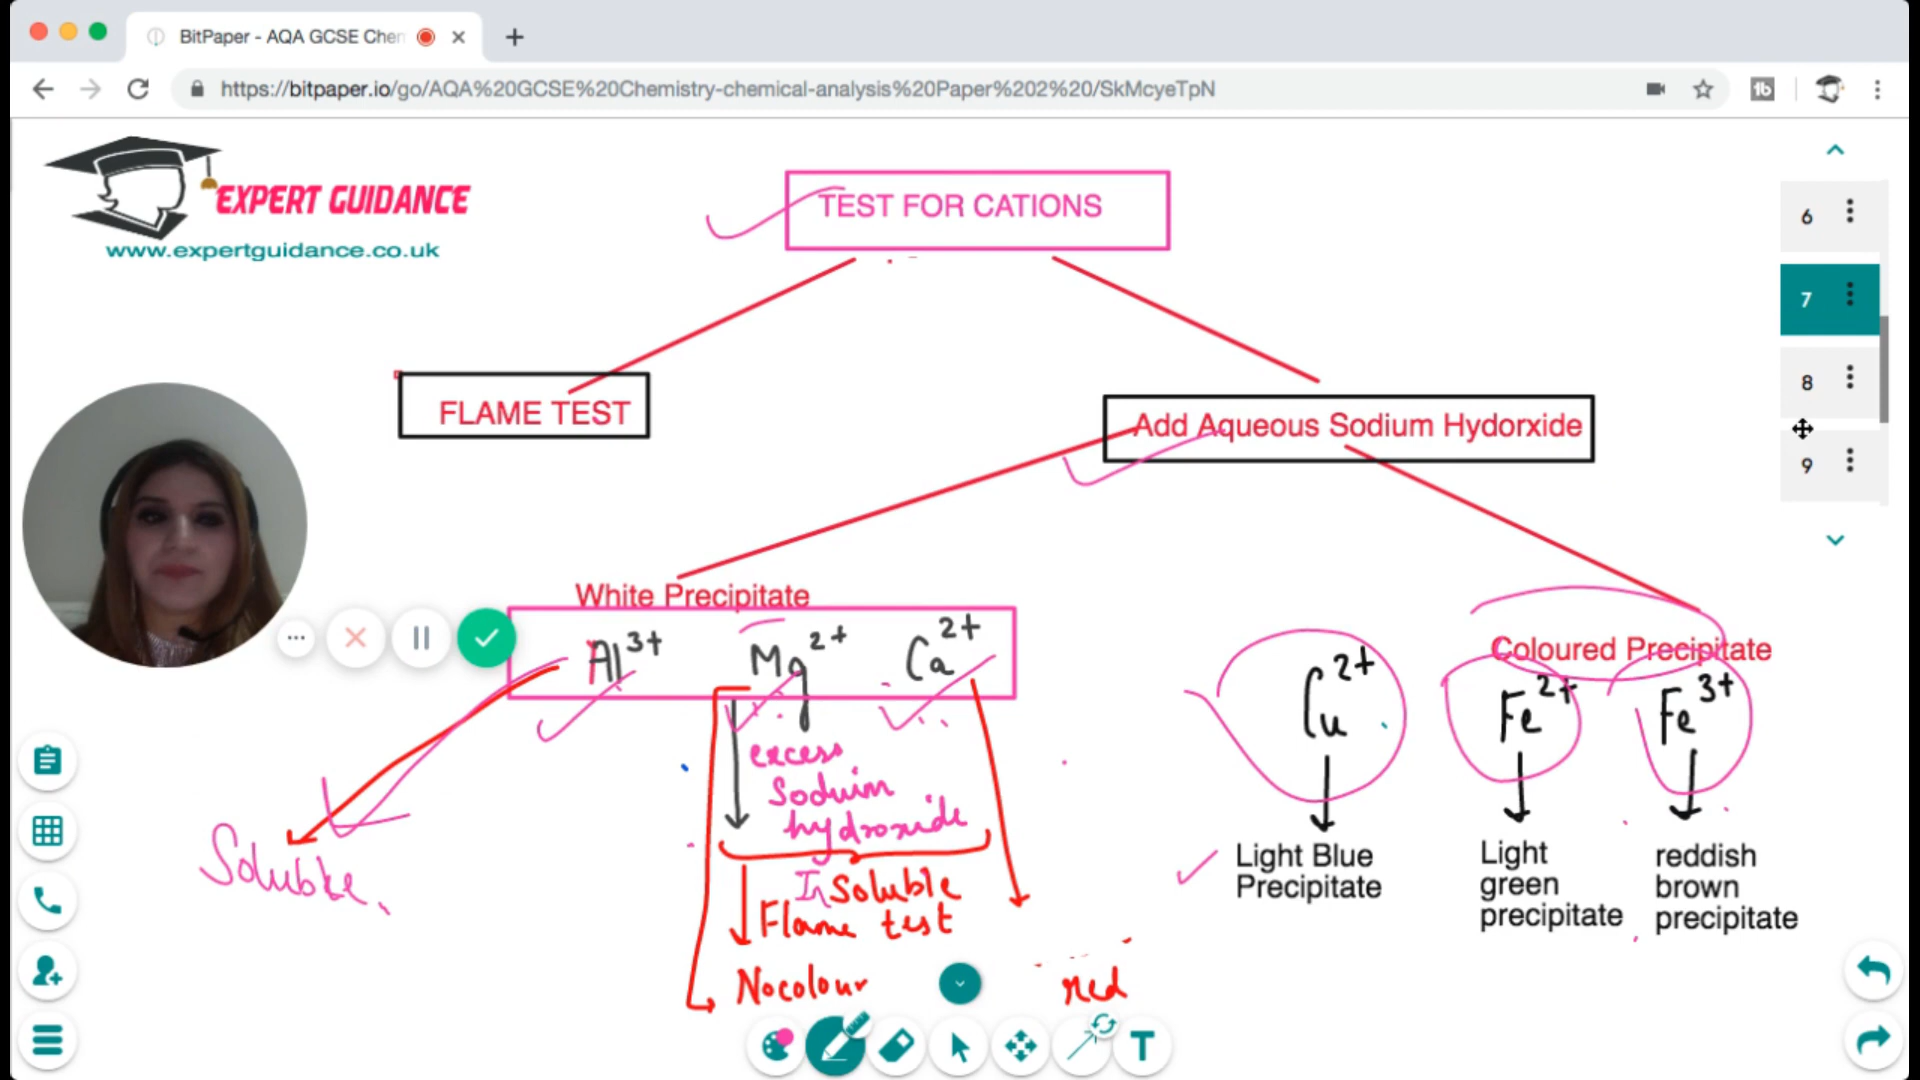 BitPaper - AQA GCSE Chen
https://bitpaper.io/go/AQA%20GCSE%20Chemistry-chemical-analysis%20Paper%202%20/SkMcyeTpN
EXPERT GUIDANCE
www.expertguidance.co.uk
TEST FOR CATIONS
6
7
8
9
FLAME TEST
Add Aqueous Sodium Hydorxide
White Precipitate
Al3+ Mg2+ Ca2+
Coloured Precipitate
Cu2+ Fe2+ Fe3+
excess
Sodium
hydroxide
Soluble
InSoluble
Flame test
Nocolour
red
Light Blue
Precipitate
Light
green
precipitate
reddish
brown
precipitate
T